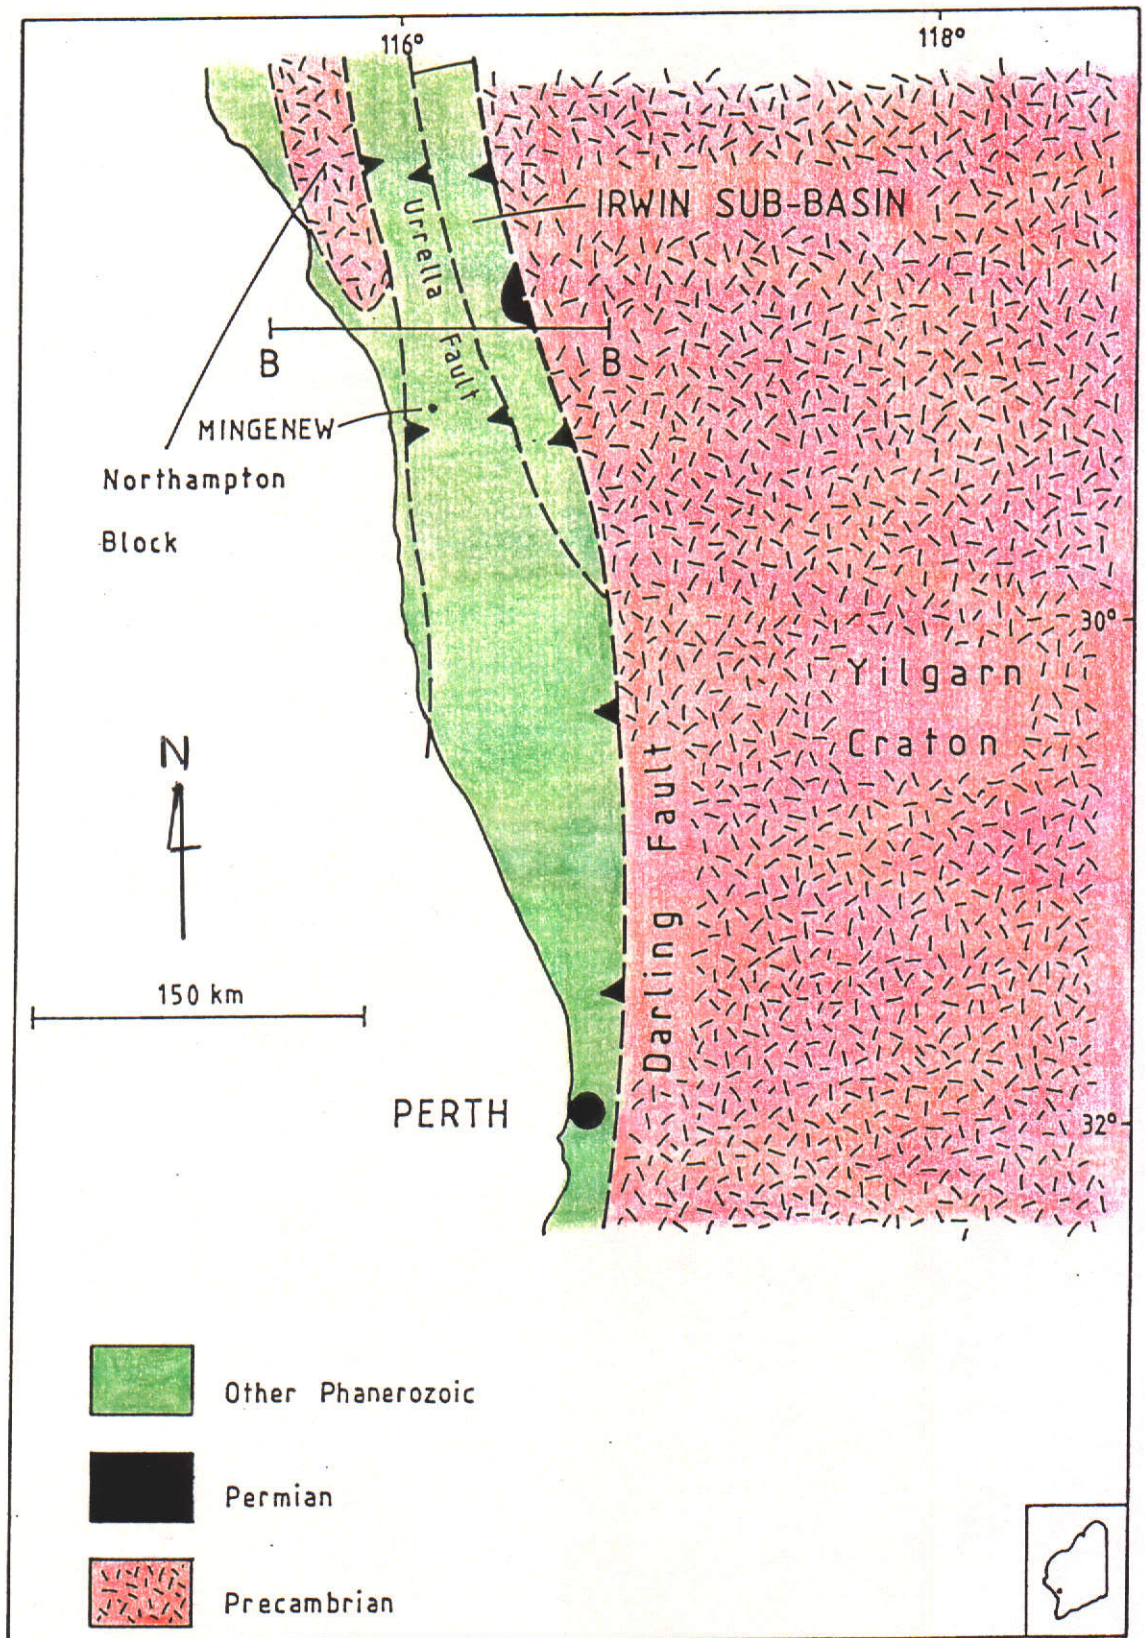 116°
118°
IRWIN SUB-BASIN
Urrella
Fault
B
B
MINGENEW
Northampton
Block
30°
Yilgarn
Craton
N
Darling Fault
150 km
PERTH
32°
Other Phanerozoic
Permian
Precambrian